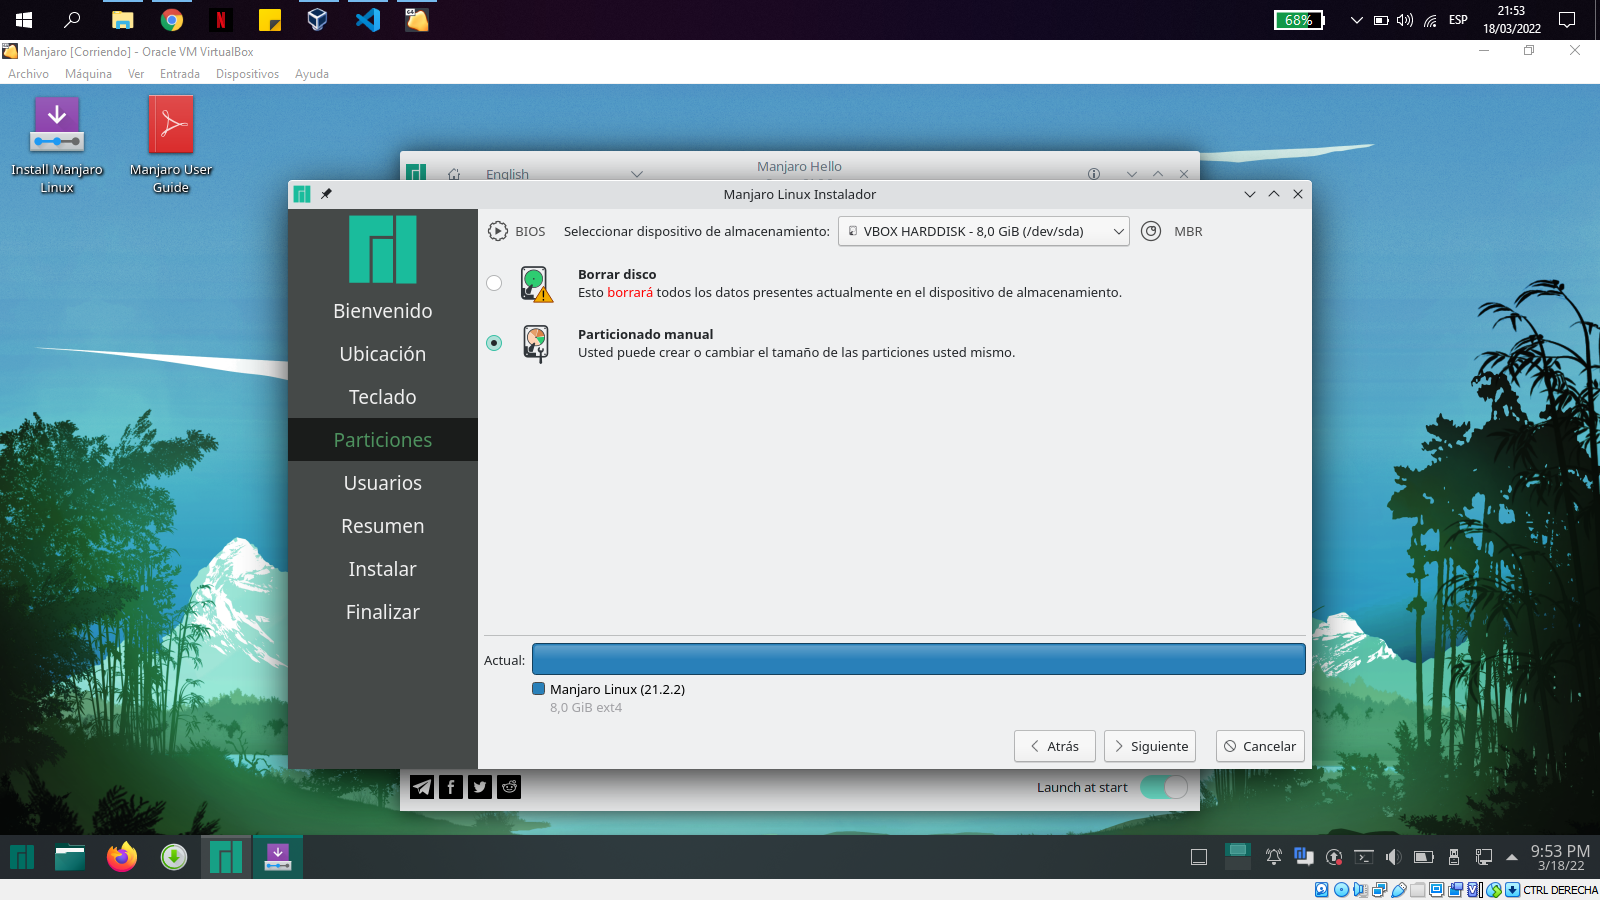 68%
ESP
21:53
18/03/2022
Manjaro [Corriendo] - Oracle VM VirtualBox
Archivo Máquina Ver Entrada Dispositivos Ayuda
Install Manjaro
Linux
Manjaro User
Guide
Manjaro Hello
English
Manjaro Linux Instalador
Bienvenido
Ubicación
Teclado
Particiones
Usuarios
Resumen
Instalar
Finalizar
BIOS Seleccionar dispositivo de almacenamiento: VBOX HARDDISK - 8,0 GiB (/dev/sda) MBR
Borrar disco
Esto borrará todos los datos presentes actualmente en el dispositivo de almacenamiento.
Particionado manual
Usted puede crear o cambiar el tamaño de las particiones usted mismo.
Actual:
Manjaro Linux (21.2.2)
8,0 GiB ext4
Atrás Siguiente Cancelar
Launch at start
9:53 PM
3/18/22
CTRL DERECHA